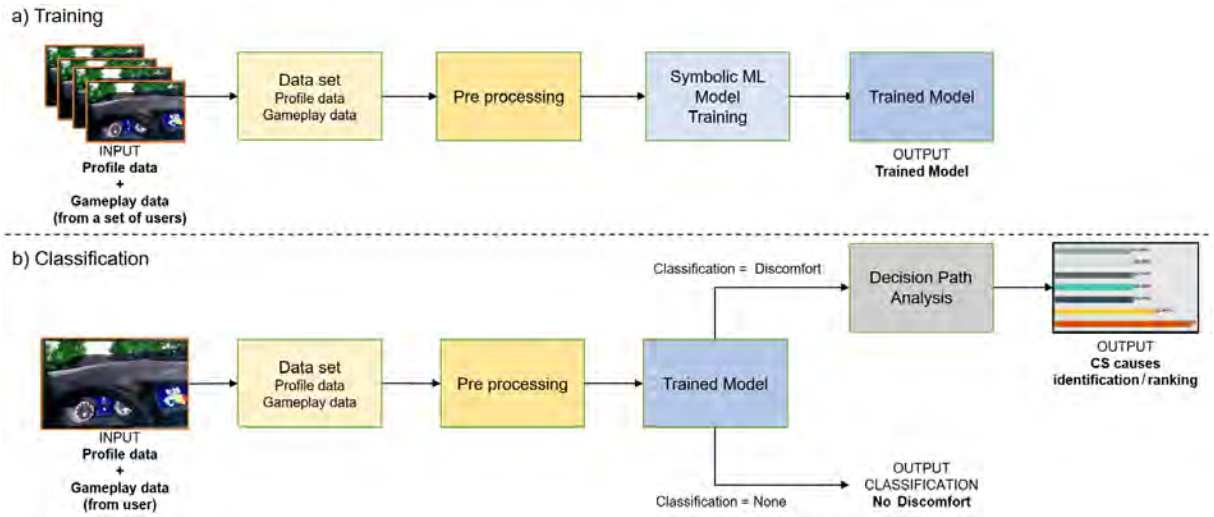 a) Training
Data set
Profile data
Gameplay data
Pre processing
Symbolic ML
Model
Training
Trained Model
INPUT
Profile data
+
Gameplay data
(from a set of users)
OUTPUT
Trained Model
b) Classification
Classification = Discomfort
Decision Path
Analysis
Data set
Profile data
Gameplay data
Pre processing
Trained Model
OUTPUT
CS causes
identification / ranking
INPUT
Profile data
+
Gameplay data
(from user)
Classification = None
OUTPUT
CLASSIFICATION
No Discomfort